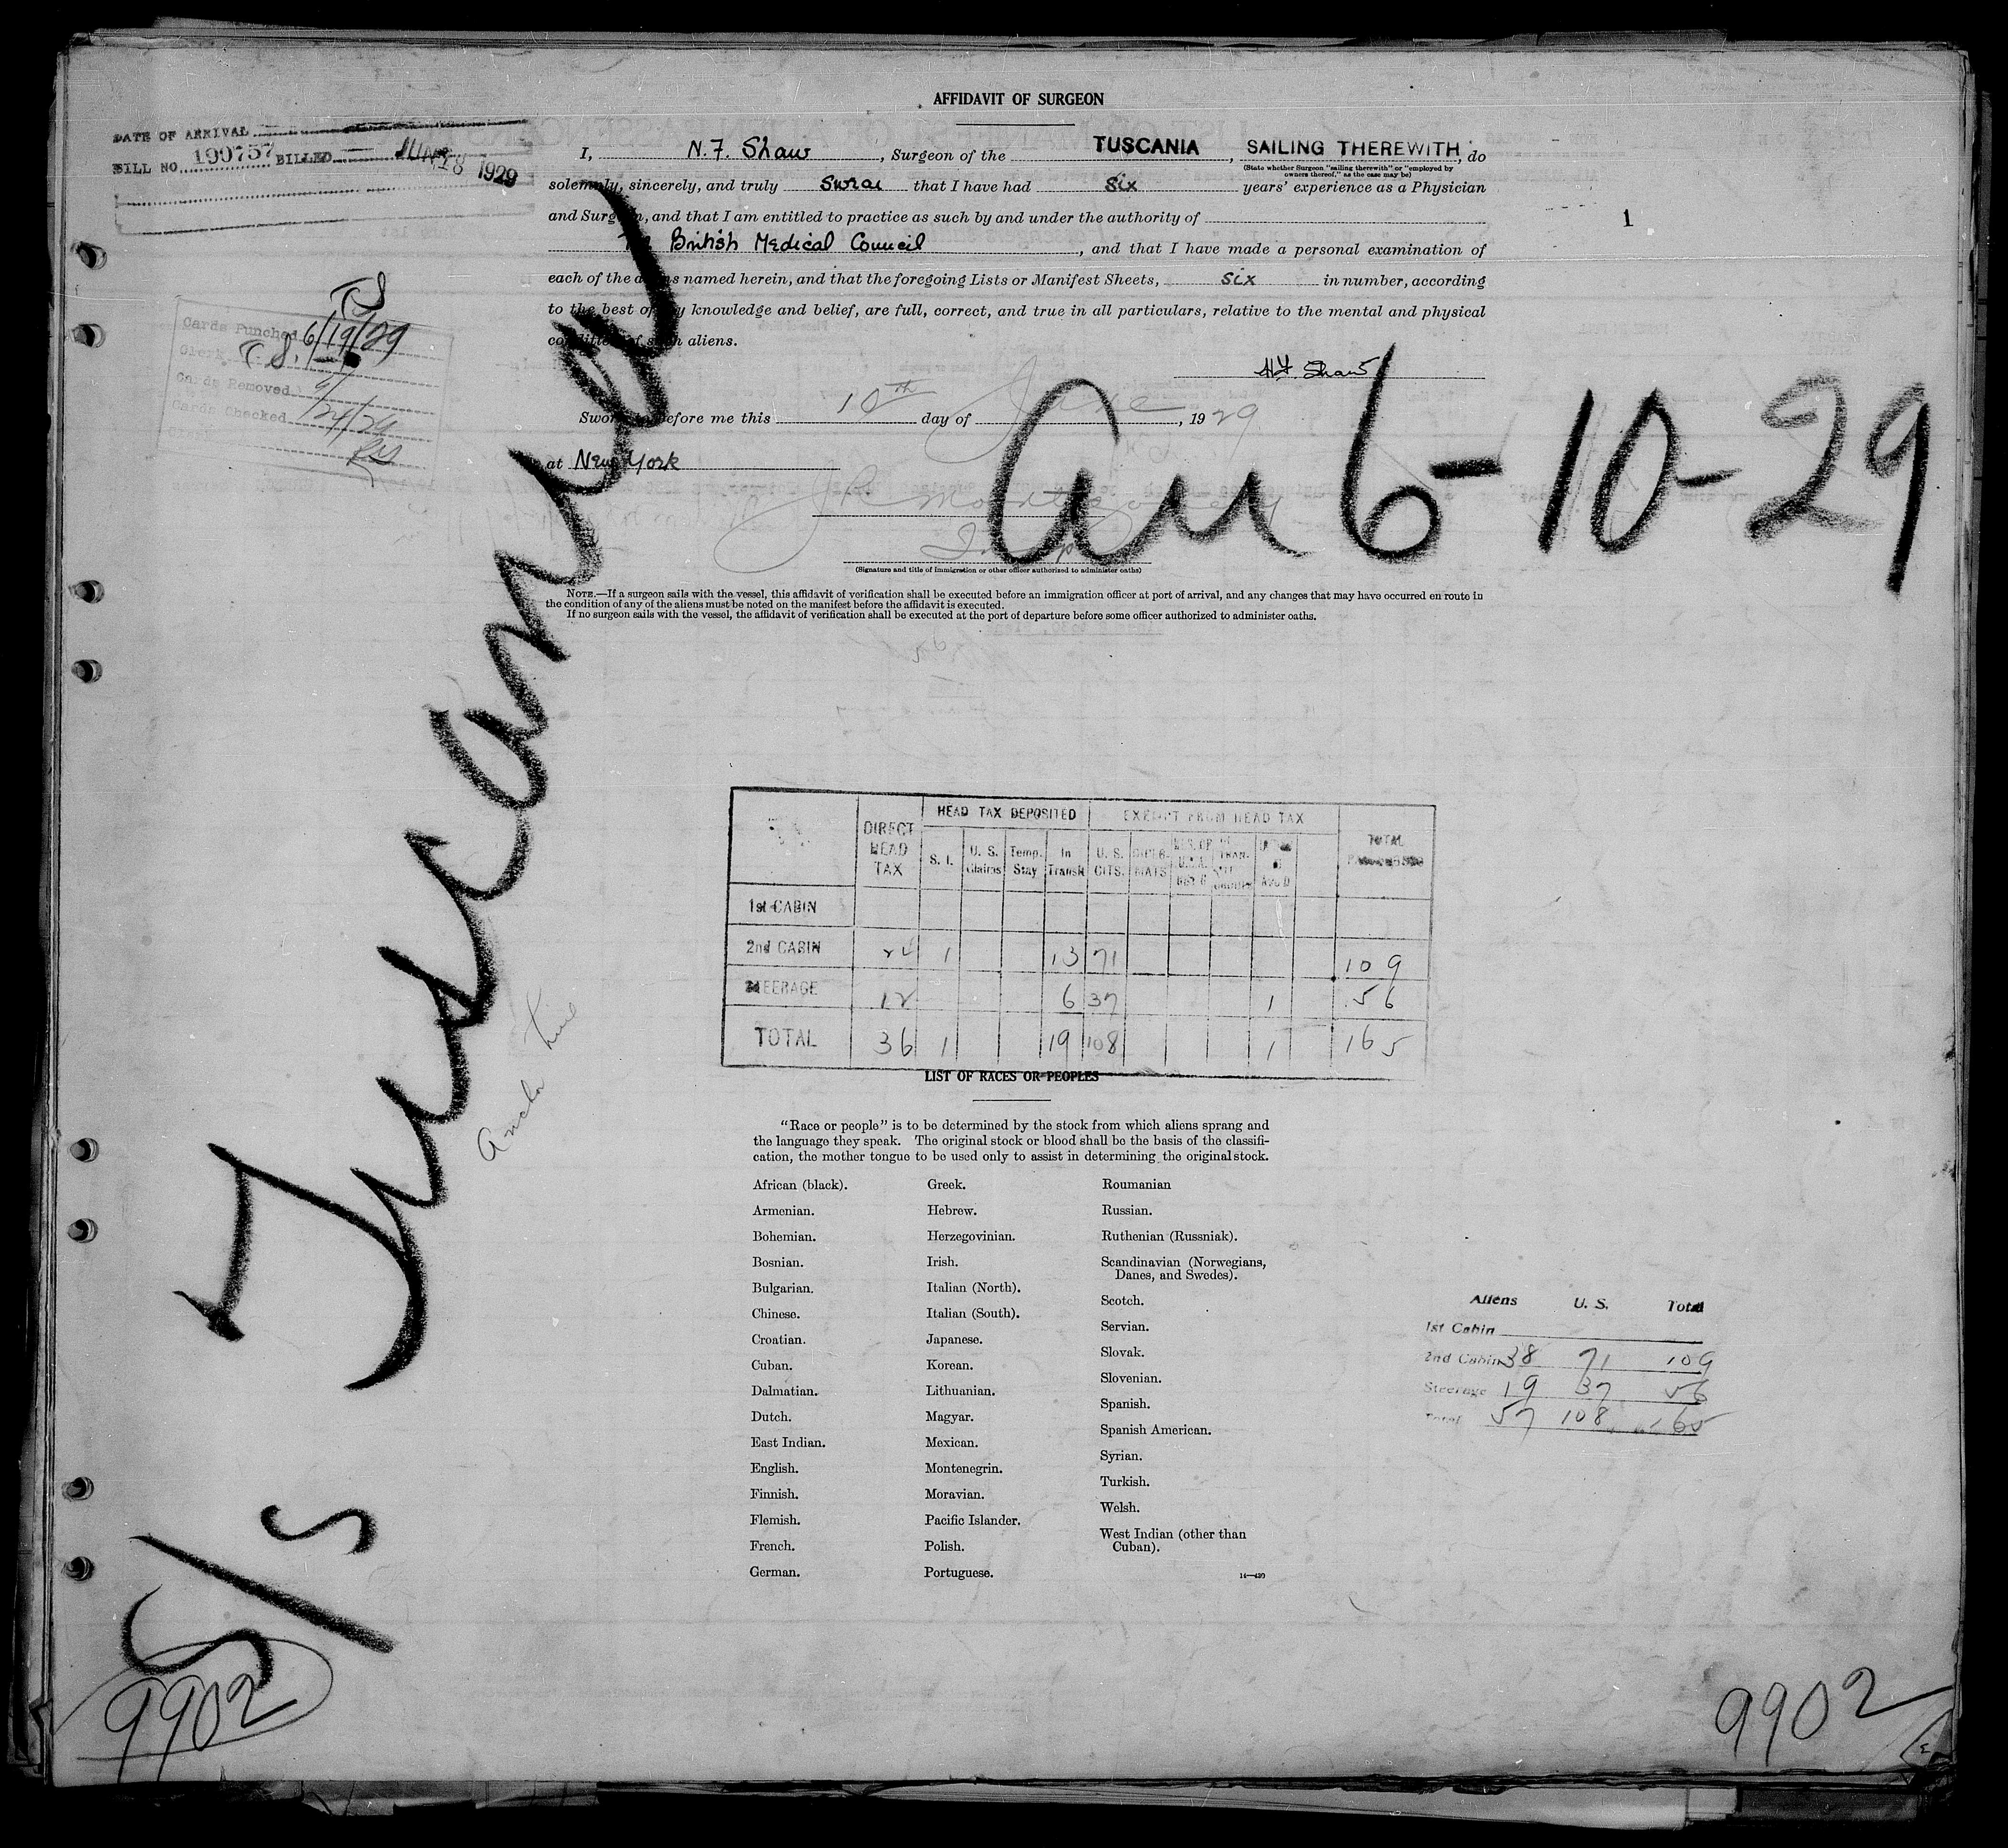 AFFIDAVIT OF SURGEON
DATE OF ARRIVAL
BILL NO. 190757 BILLED JUN 18 1929
I, N. F. Shaw, Surgeon of the TUSCANIA, SAILING THEREWITH, do
(State whether Surgeon "sailing therewith" or "employed by
owners thereof," as the case may be)
solemnly, sincerely, and truly swear that I have had six years' experience as a Physician
and Surgeon, and that I am entitled to practice as such by and under the authority of
The British Medical Council, and that I have made a personal examination of
1
each of the aliens named herein, and that the foregoing Lists or Manifest Sheets, six in number, according
to the best of my knowledge and belief, are full, correct, and true in all particulars, relative to the mental and physical
condition of such aliens.
N.F. Shaw
Cards Punched 6/19/29
Clerk T.S.
Cards Removed
Cards Checked
Sworn to before me this 10th day of June, 1929
at New York
Arr 6-10-29
(Signature and title of immigration or other officer authorized to administer oaths)
NOTE.—If a surgeon sails with the vessel, this affidavit of verification shall be executed before an immigration officer at port of arrival, and any changes that may have occurred en route in
the condition of any of the aliens must be noted on the manifest before the affidavit is executed.
If no surgeon sails with the vessel, the affidavit of verification shall be executed at the port of departure before some officer authorized to administer oaths.
S/S Tuscania
Anchor Line
DIRECT HEAD TAX HEAD TAX DEPOSITED EXEMPT FROM HEAD TAX TOTAL
S. I. U. S. Claims Temp. Stay In Transit U. S. CITS.
1st CABIN
2nd CABIN 24 1 13 71 109
STEERAGE 12 6 37 1 56
TOTAL 36 1 19 108 1 165
LIST OF RACES OR PEOPLES
"Race or people" is to be determined by the stock from which aliens sprang and
the language they speak. The original stock or blood shall be the basis of the classifi-
cation, the mother tongue to be used only to assist in determining the original stock.
African (black).
Armenian.
Bohemian.
Bosnian.
Bulgarian.
Chinese.
Croatian.
Cuban.
Dalmatian.
Dutch.
East Indian.
English.
Finnish.
Flemish.
French.
German.
Greek.
Hebrew.
Herzegovinian.
Irish.
Italian (North).
Italian (South).
Japanese.
Korean.
Lithuanian.
Magyar.
Mexican.
Montenegrin.
Moravian.
Pacific Islander.
Polish.
Portuguese.
Roumanian
Russian.
Ruthenian (Russniak).
Scandinavian (Norwegians,
Danes, and Swedes).
Scotch.
Servian.
Slovak.
Slovenian.
Spanish.
Spanish American.
Syrian.
Turkish.
Welsh.
West Indian (other than
Cuban).
14—430
Aliens U. S. Total
1st Cabin
2nd Cabin 38 71 109
Steerage 19 37 56
Total 57 108 165
9902
9902